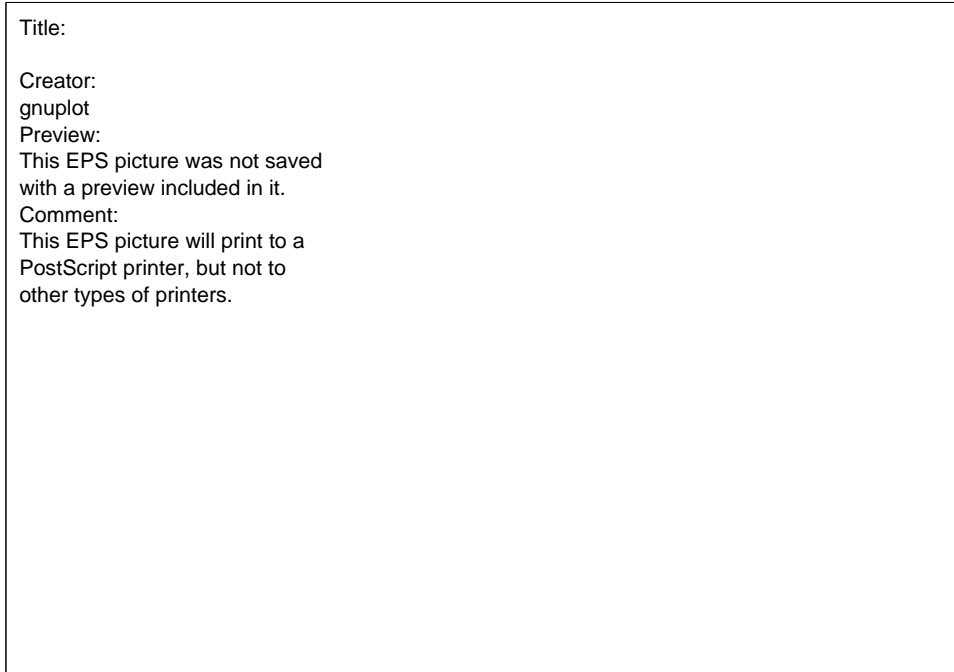 Title:
Creator:
gnuplot
Preview:
This EPS picture was not saved
with a preview included in it.
Comment:
This EPS picture will print to a
PostScript printer, but not to
other types of printers.